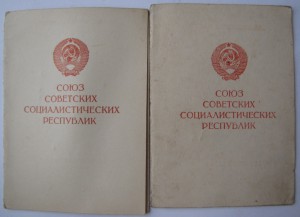 СОЮЗ
СОВЕТСКИХ
СОЦИАЛИСТИЧЕСКИХ
РЕСПУБЛИК
СОЮЗ
СОВЕТСКИХ
СОЦИАЛИСТИЧЕСКИХ
РЕСПУБЛИК